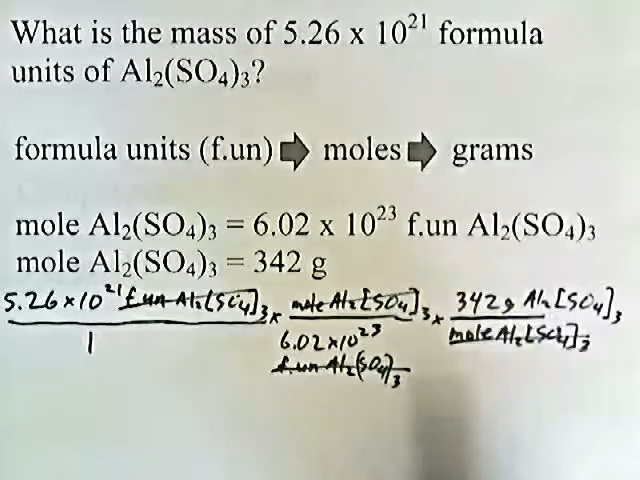 What is the mass of 5.26 x 10²¹ formula
units of Al₂(SO₄)₃?
formula units (f.un) ➡ moles ➡ grams
mole Al₂(SO₄)₃ = 6.02 x 10²³ f.un Al₂(SO₄)₃
mole Al₂(SO₄)₃ = 342 g
5.26 x 10²¹ f.un Al₂[SO₄]₃ x mole Al₂[SO₄]₃ x 342 g Al₂[SO₄]₃
1 6.02 x 10²³ mole Al₂[SO₄]₃
f.un Al₂(SO₄)₃